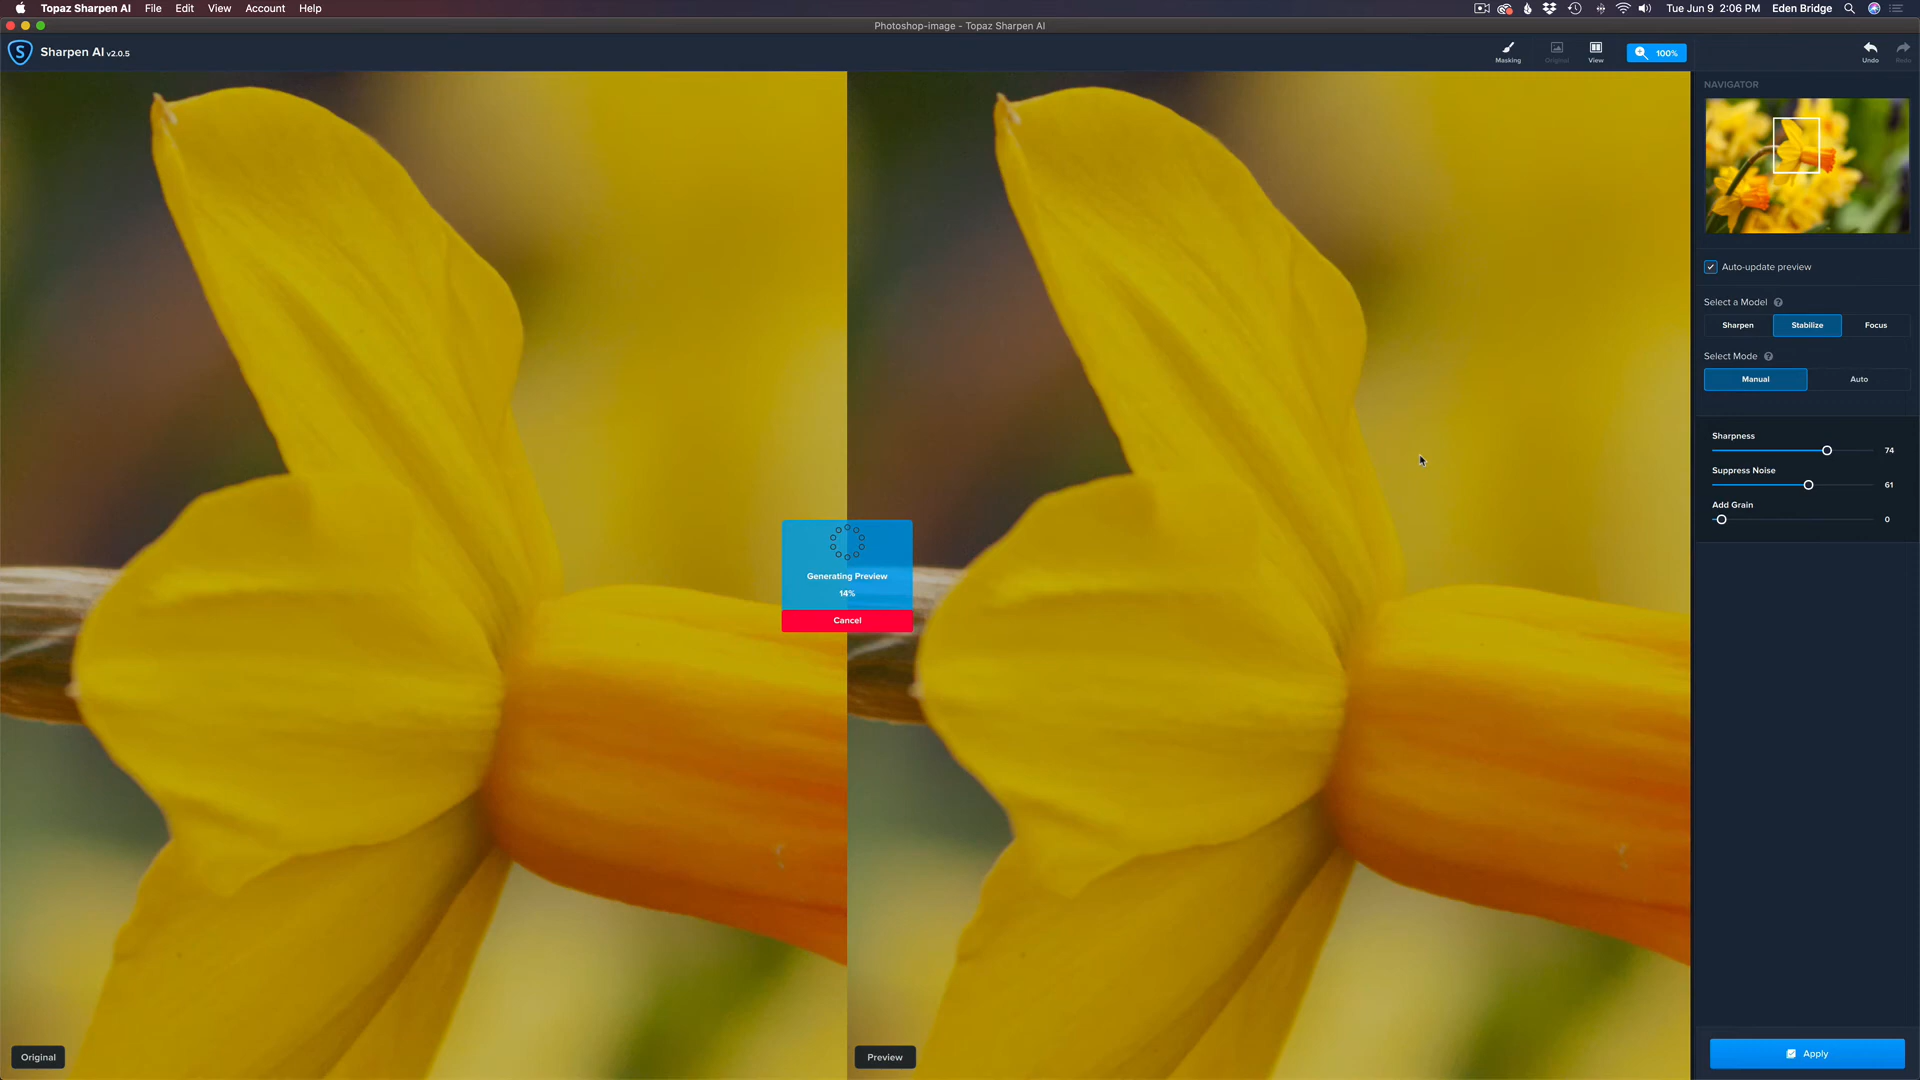 Topaz Sharpen AI File Edit View Account Help Tue Jun 9 2:06 PM Eden Bridge
Photoshop-image - Topaz Sharpen AI
Sharpen AI v2.0.5
Masking Original View 100% Undo Redo
NAVIGATOR
Auto-update preview
Select a Model ?
Sharpen Stabilize Focus
Select Mode ?
Manual Auto
Sharpness
74
Suppress Noise
61
Add Grain
0
Generating Preview
14%
Cancel
Original
Preview
Apply